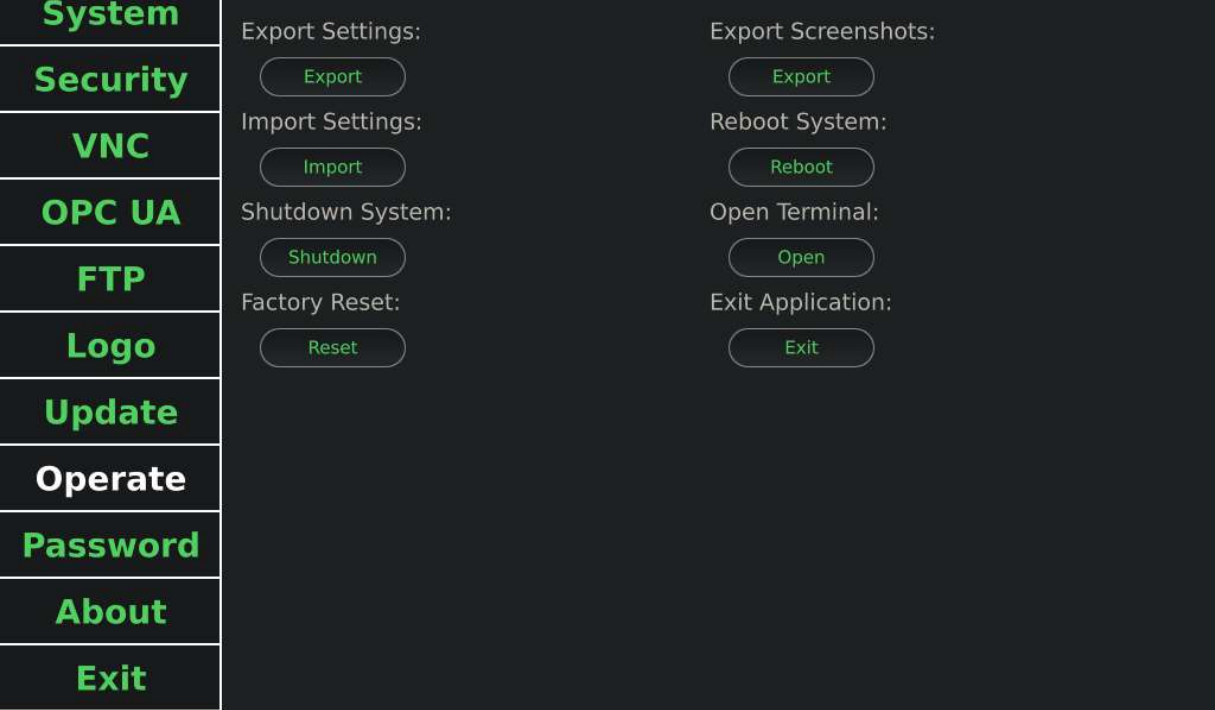 System
Security
VNC
OPC UA
FTP
Logo
Update
Operate
Password
About
Exit
Export Settings:
Export
Import Settings:
Import
Shutdown System:
Shutdown
Factory Reset:
Reset
Export Screenshots:
Export
Reboot System:
Reboot
Open Terminal:
Open
Exit Application:
Exit